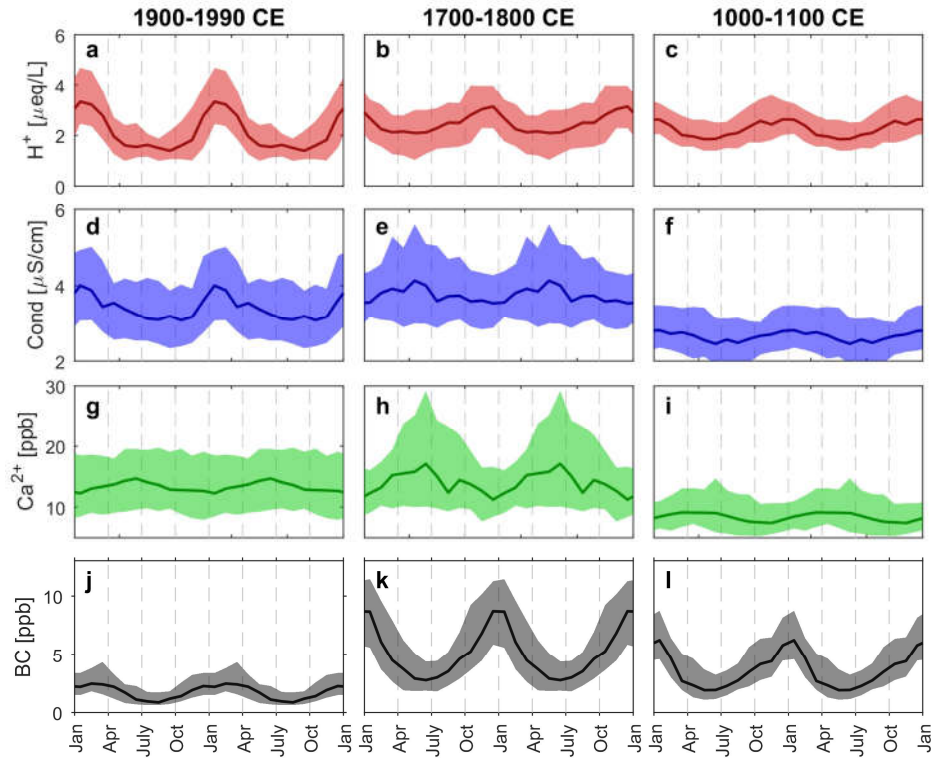 1900-1990 CE 1700-1800 CE 1000-1100 CE
H⁺ [μeq/L]
6
4
2
0
a b c
Cond [μS/cm]
6
4
2
d e f
Ca²⁺ [ppb]
30
20
10
g h i
BC [ppb]
10
5
0
j k l
Jan Apr July Oct Jan Apr July Oct Jan Jan Apr July Oct Jan Apr July Oct Jan Jan Apr July Oct Jan Apr July Oct Jan